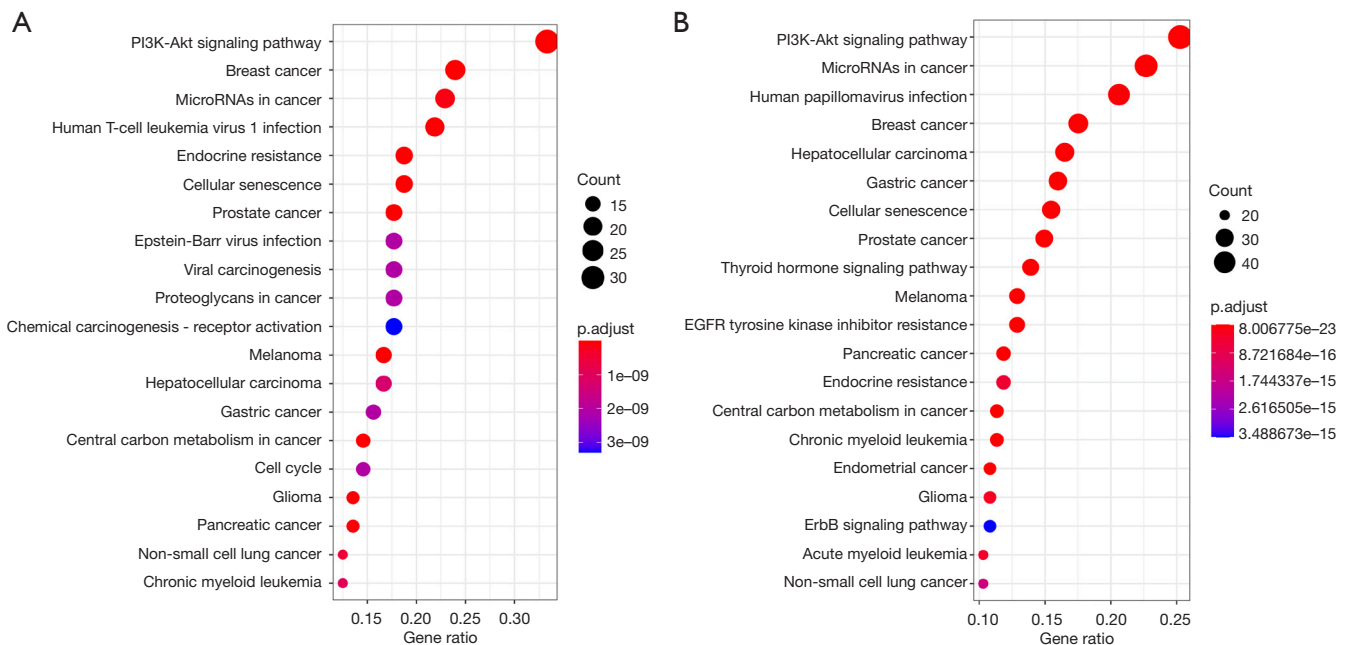 A
PI3K-Akt signaling pathway
Breast cancer
MicroRNAs in cancer
Human T-cell leukemia virus 1 infection
Endocrine resistance
Cellular senescence
Prostate cancer
Epstein-Barr virus infection
Viral carcinogenesis
Proteoglycans in cancer
Chemical carcinogenesis - receptor activation
Melanoma
Hepatocellular carcinoma
Gastric cancer
Central carbon metabolism in cancer
Cell cycle
Glioma
Pancreatic cancer
Non-small cell lung cancer
Chronic myeloid leukemia
0.15 0.20 0.25 0.30
Gene ratio
Count
15
20
25
30
p.adjust
1e–09
2e–09
3e–09
B
PI3K-Akt signaling pathway
MicroRNAs in cancer
Human papillomavirus infection
Breast cancer
Hepatocellular carcinoma
Gastric cancer
Cellular senescence
Prostate cancer
Thyroid hormone signaling pathway
Melanoma
EGFR tyrosine kinase inhibitor resistance
Pancreatic cancer
Endocrine resistance
Central carbon metabolism in cancer
Chronic myeloid leukemia
Endometrial cancer
Glioma
ErbB signaling pathway
Acute myeloid leukemia
Non-small cell lung cancer
0.10 0.15 0.20 0.25
Gene ratio
Count
20
30
40
p.adjust
8.006775e–23
8.721684e–16
1.744337e–15
2.616505e–15
3.488673e–15